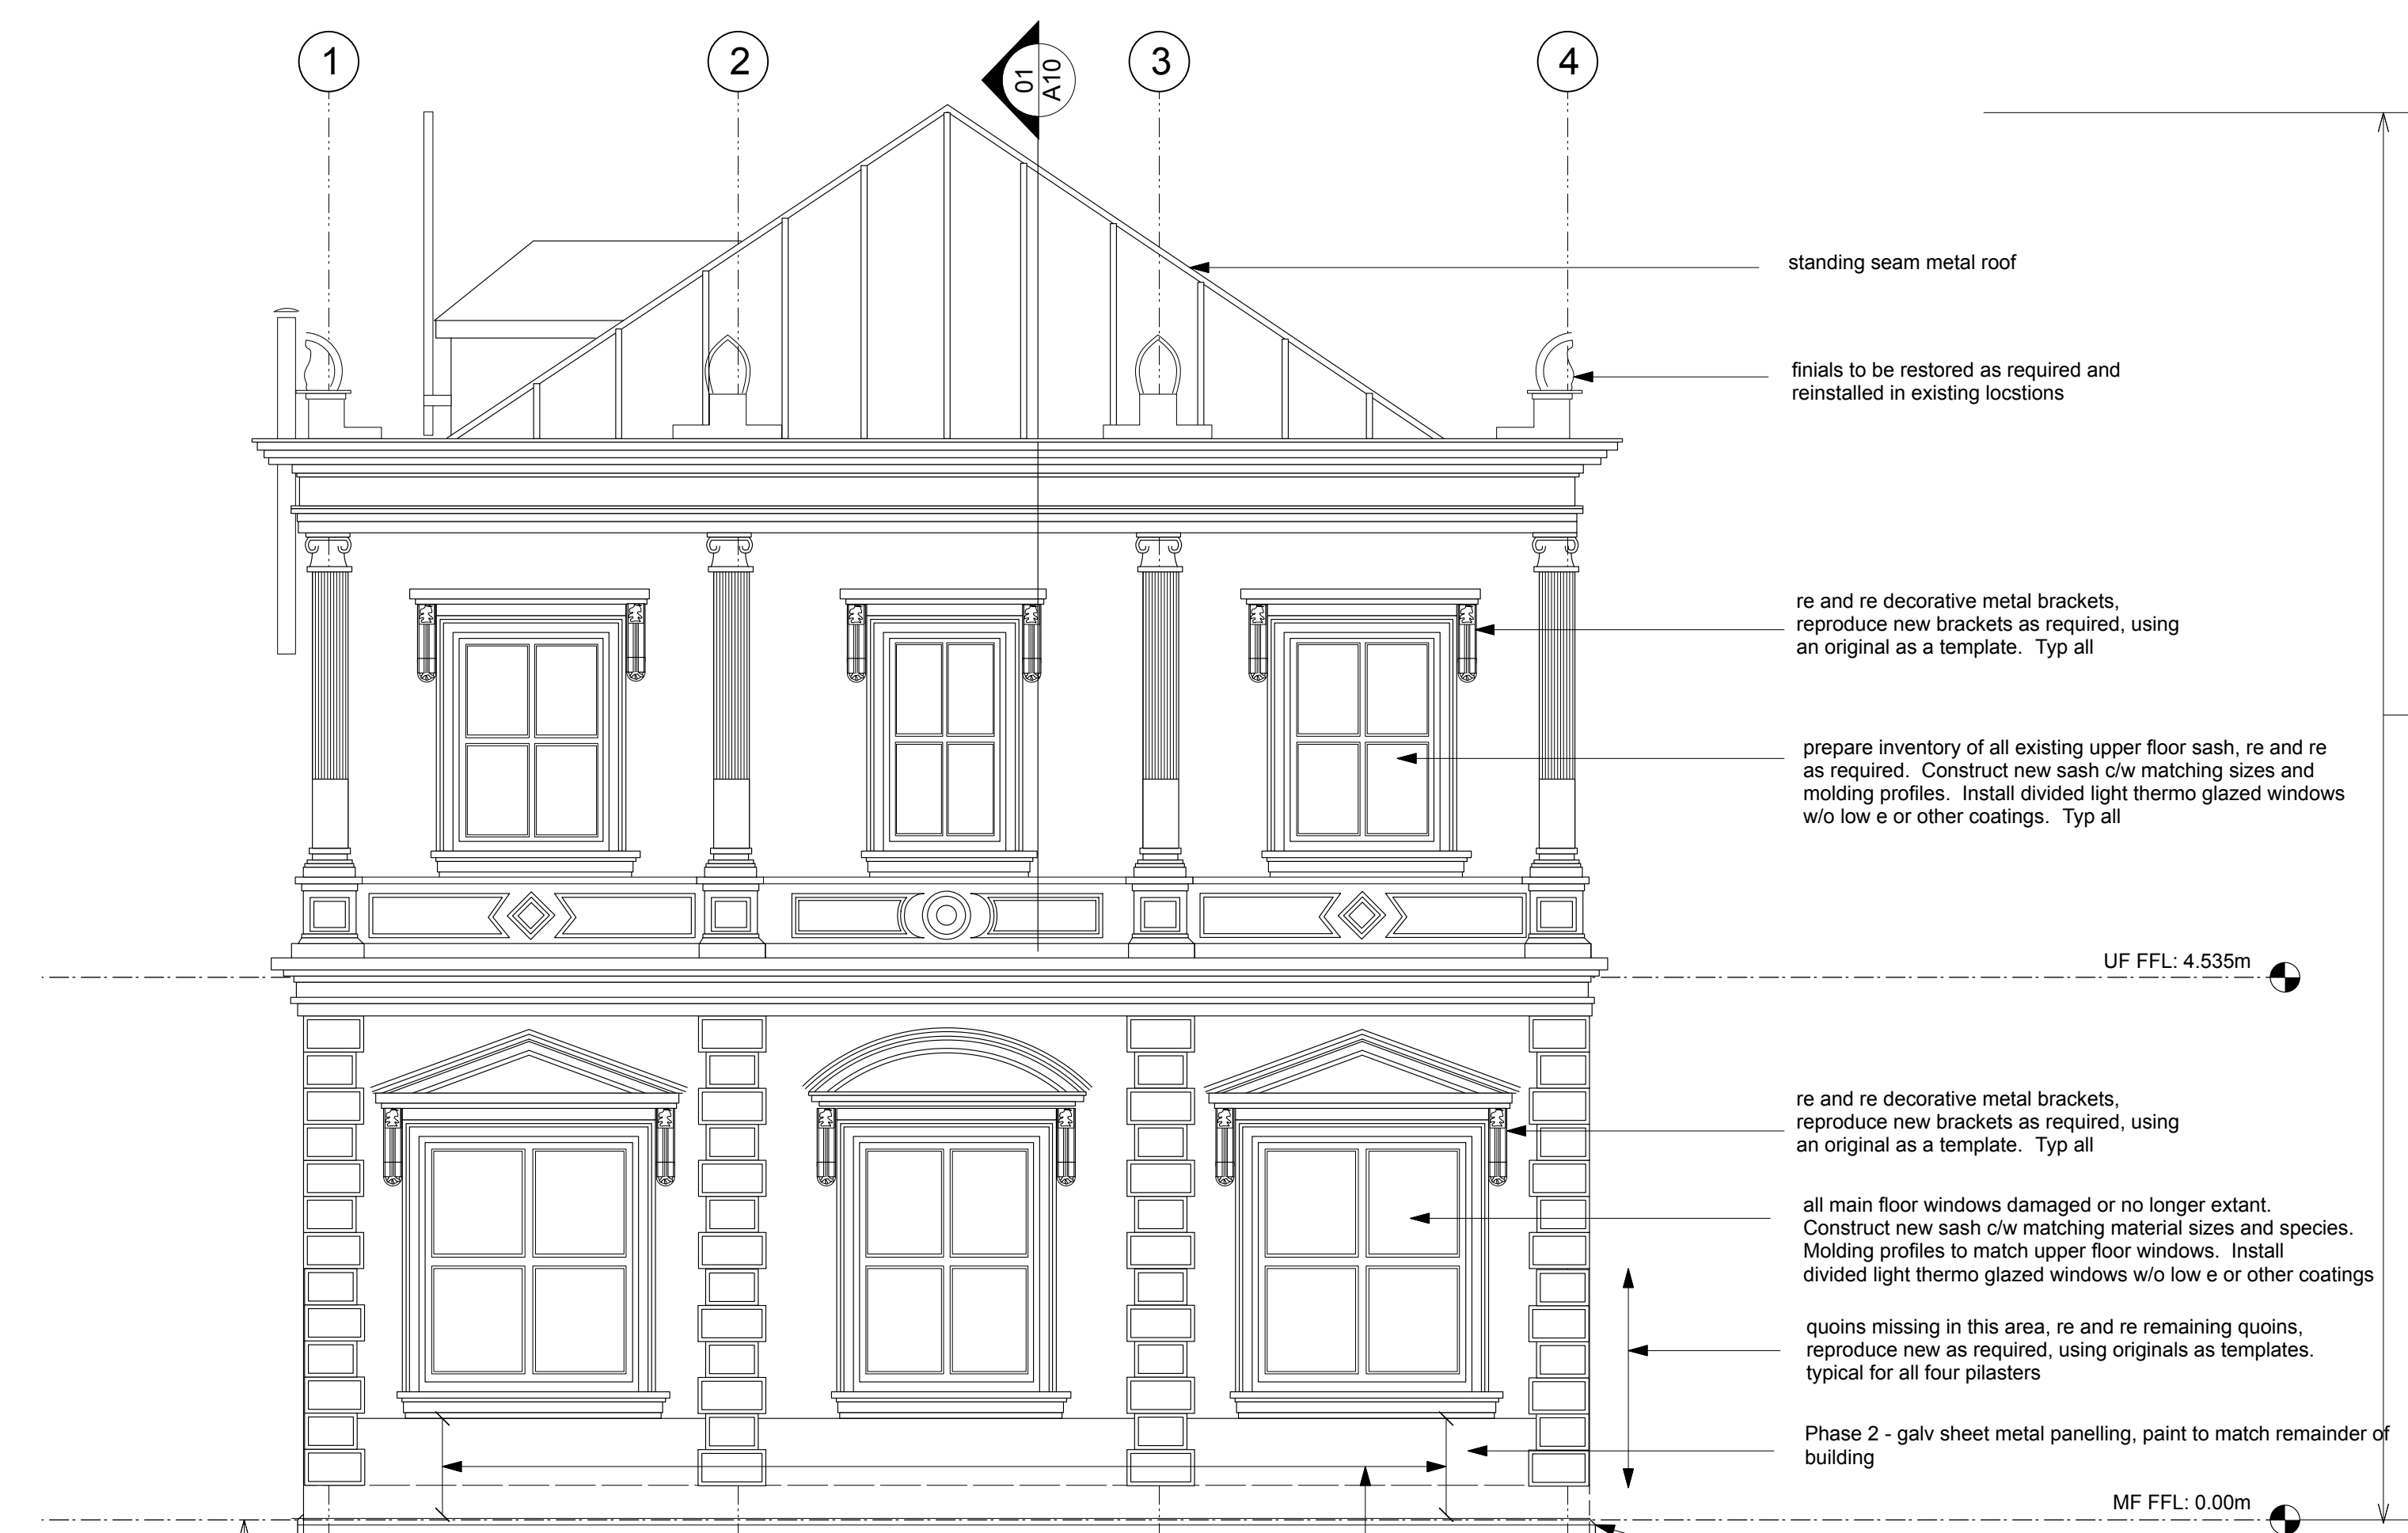 1
2
01
A10
3
4
standing seam metal roof
finials to be restored as required and
reinstalled in existing locstions
re and re decorative metal brackets,
reproduce new brackets as required, using
an original as a template. Typ all
prepare inventory of all existing upper floor sash, re and re
as required. Construct new sash c/w matching sizes and
molding profiles. Install divided light thermo glazed windows
w/o low e or other coatings. Typ all
UF FFL: 4.535m
re and re decorative metal brackets,
reproduce new brackets as required, using
an original as a template. Typ all
all main floor windows damaged or no longer extant.
Construct new sash c/w matching material sizes and species.
Molding profiles to match upper floor windows. Install
divided light thermo glazed windows w/o low e or other coatings
quoins missing in this area, re and re remaining quoins,
reproduce new as required, using originals as templates.
typical for all four pilasters
Phase 2 - galv sheet metal panelling, paint to match remainder of
building
MF FFL: 0.00m